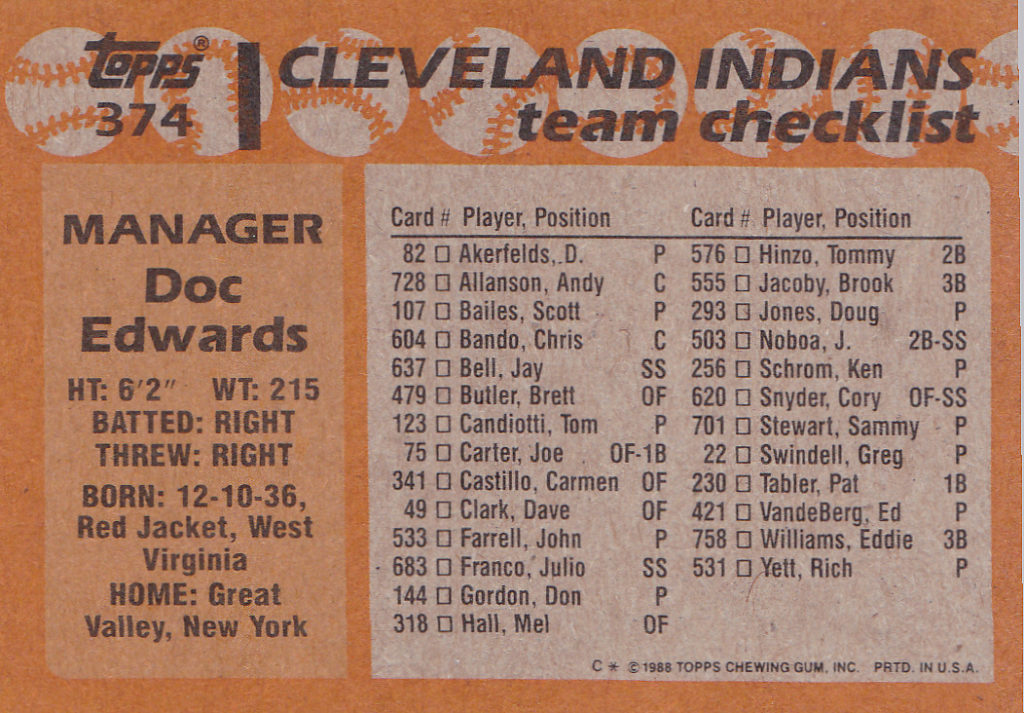 topps®
374
CLEVELAND INDIANS
team checklist
MANAGER
Doc
Edwards
HT: 6'2" WT: 215
BATTED: RIGHT
THREW: RIGHT
BORN: 12-10-36,
Red Jacket, West
Virginia
HOME: Great
Valley, New York
Card # Player, Position
82 □ Akerfelds, D. P
728 □ Allanson, Andy C
107 □ Bailes, Scott P
604 □ Bando, Chris C
637 □ Bell, Jay SS
479 □ Butler, Brett OF
123 □ Candiotti, Tom P
75 □ Carter, Joe OF-1B
341 □ Castillo, Carmen OF
49 □ Clark, Dave OF
533 □ Farrell, John P
683 □ Franco, Julio SS
144 □ Gordon, Don P
318 □ Hall, Mel OF
Card # Player, Position
576 □ Hinzo, Tommy 2B
555 □ Jacoby, Brook 3B
293 □ Jones, Doug P
503 □ Noboa, J. 2B-SS
256 □ Schrom, Ken P
620 □ Snyder, Cory OF-SS
701 □ Stewart, Sammy P
22 □ Swindell, Greg P
230 □ Tabler, Pat 1B
421 □ VandeBerg, Ed P
758 □ Williams, Eddie 3B
531 □ Yett, Rich P
C * ©1988 TOPPS CHEWING GUM, INC. PRTD. IN U.S.A.